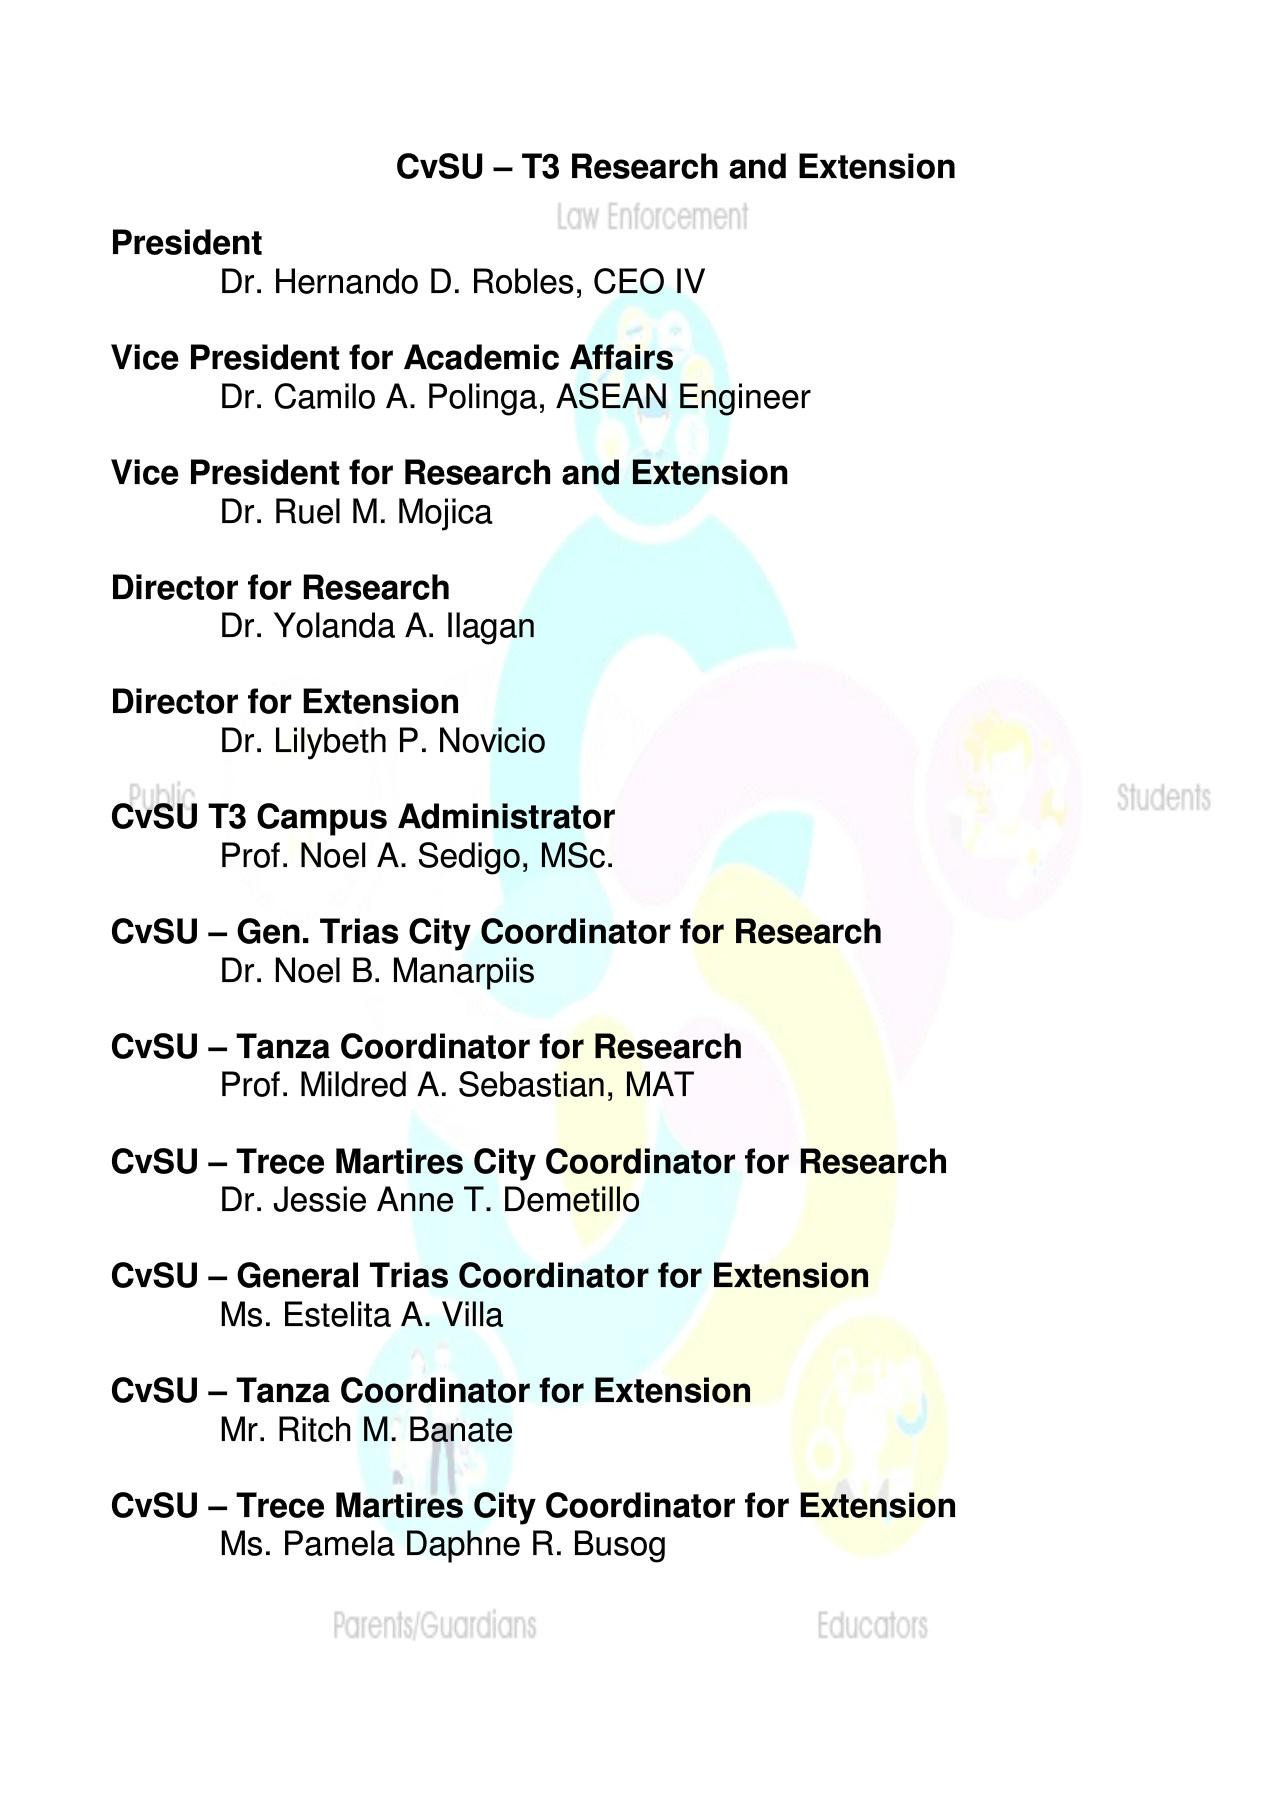 CvSU – T3 Research and Extension
Law Enforcement
President
Dr. Hernando D. Robles, CEO IV
Vice President for Academic Affairs
Dr. Camilo A. Polinga, ASEAN Engineer
Vice President for Research and Extension
Dr. Ruel M. Mojica
Director for Research
Dr. Yolanda A. Ilagan
Director for Extension
Dr. Lilybeth P. Novicio
Public
Students
CvSU T3 Campus Administrator
Prof. Noel A. Sedigo, MSc.
CvSU – Gen. Trias City Coordinator for Research
Dr. Noel B. Manarpiis
CvSU – Tanza Coordinator for Research
Prof. Mildred A. Sebastian, MAT
CvSU – Trece Martires City Coordinator for Research
Dr. Jessie Anne T. Demetillo
CvSU – General Trias Coordinator for Extension
Ms. Estelita A. Villa
CvSU – Tanza Coordinator for Extension
Mr. Ritch M. Banate
CvSU – Trece Martires City Coordinator for Extension
Ms. Pamela Daphne R. Busog
Parents/Guardians
Educators